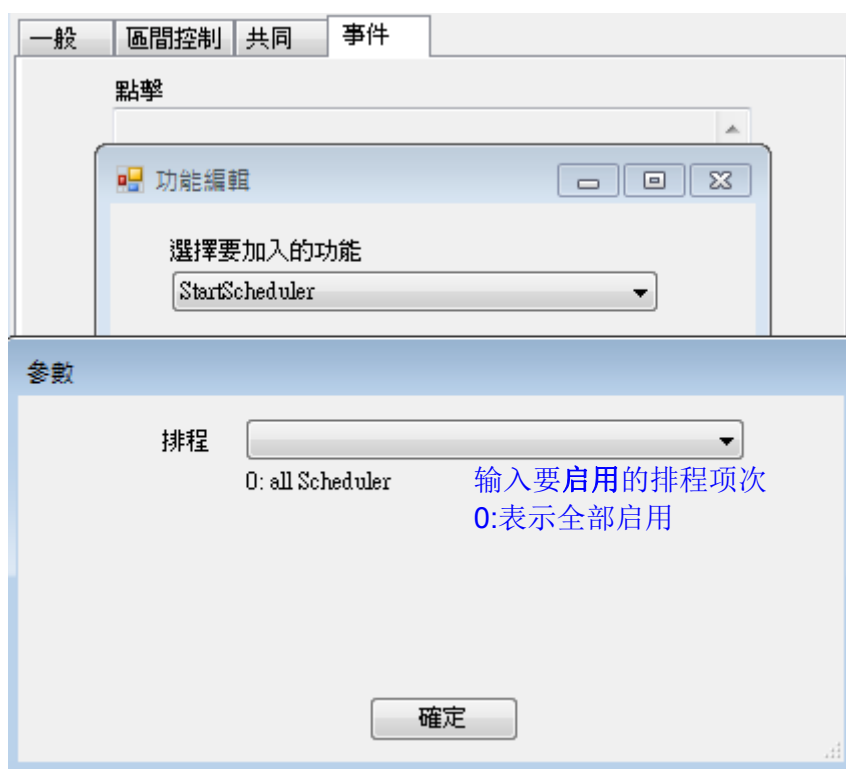 一般 區間控制 共同 事件
點擊
功能編輯
選擇要加入的功能
StartScheduler
參數
排程
0: all Scheduler 输入要启用的排程项次
0:表示全部启用
確定